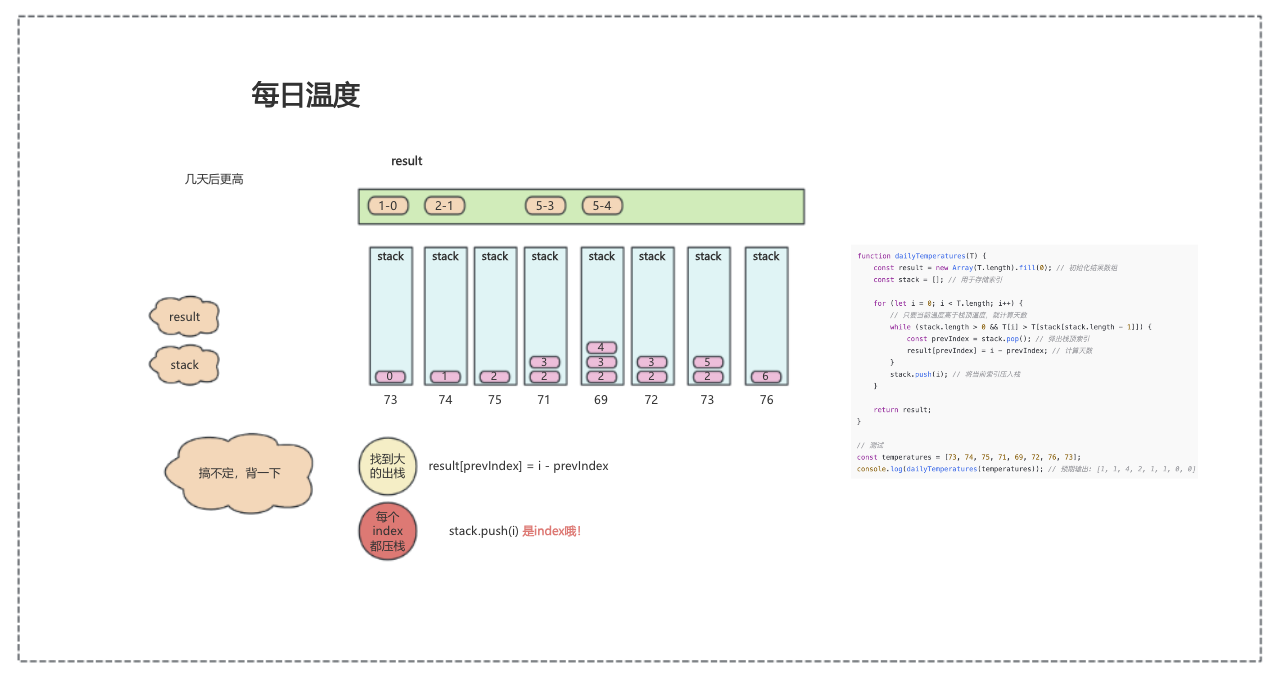 每日温度
result
几天后更高
1-0 2-1 5-3 5-4
stack stack stack stack stack stack stack stack
result
stack
4
3 3 3 5
0 1 2 2 2 2 2 6
73 74 75 71 69 72 73 76
搞不定，背一下
找到大
的出栈
result[prevIndex] = i - prevIndex
每个
index
都压栈
stack.push(i) 是index哦!
function dailyTemperatures(T) {
const result = new Array(T.length).fill(0); // 初始化结果数组
const stack = []; // 用于存储索引
for (let i = 0; i < T.length; i++) {
// 只要当前温度高于栈顶温度，就计算天数
while (stack.length > 0 && T[i] > T[stack[stack.length - 1]]) {
const prevIndex = stack.pop(); // 弹出栈顶索引
result[prevIndex] = i - prevIndex; // 计算天数
}
stack.push(i); // 将当前索引压入栈
}
return result;
}
// 测试
const temperatures = [73, 74, 75, 71, 69, 72, 76, 73];
console.log(dailyTemperatures(temperatures)); // 预期输出: [1, 1, 4, 2, 1, 1, 0, 0]